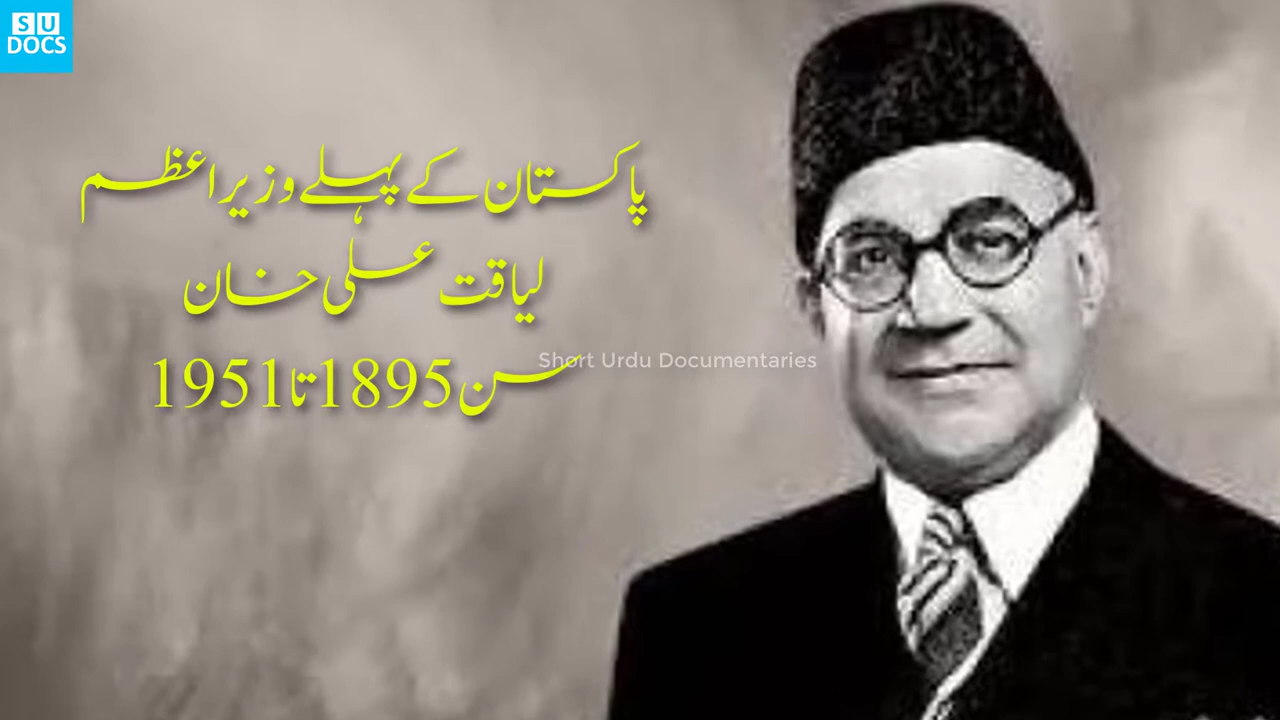 SU
DOCS
پاکستان کے پہلے وزیراعظم
لیاقت علی خان
سن 1895 تا 1951
Short Urdu Documentaries